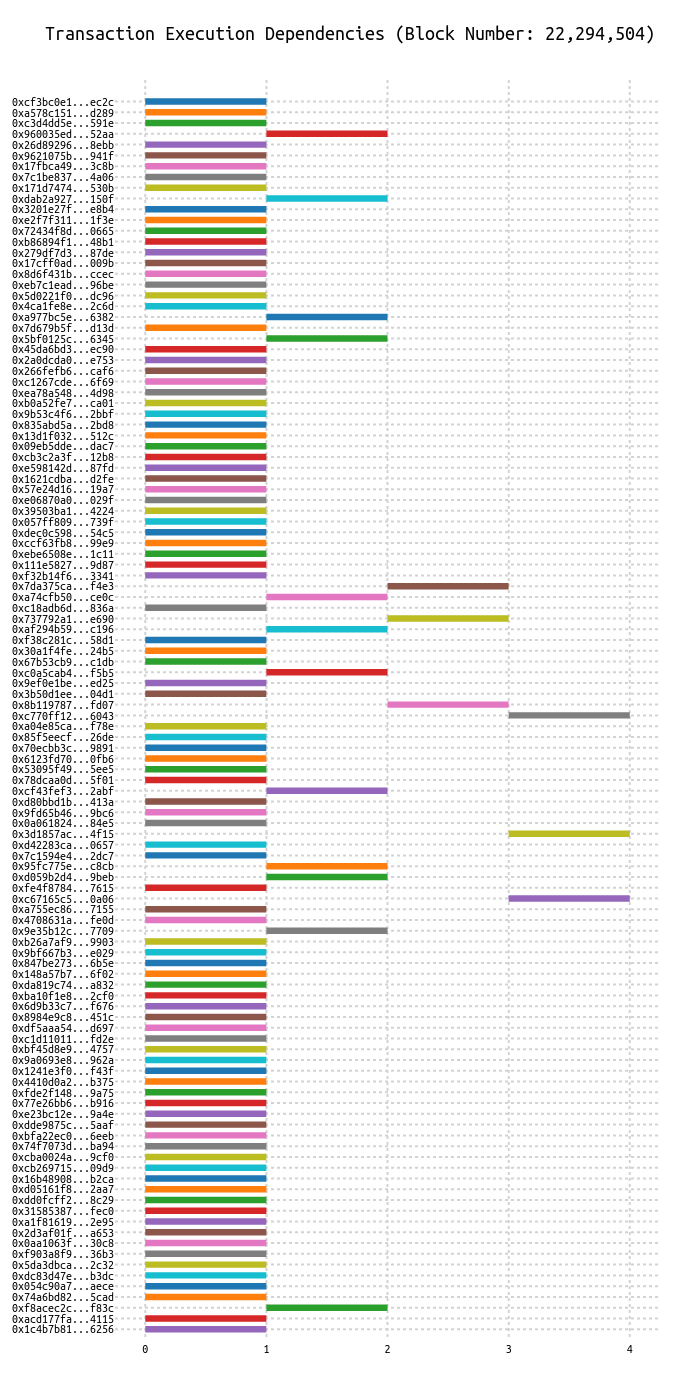 Transaction Execution Dependencies (Block Number: 22,294,504)
0xcf3bc0e1...ec2c
0xa578c151...d289
0xc3d4dd5e...591e
0x960035ed...52aa
0x26d89296...8ebb
0x9621075b...941f
0x17fbca49...3c8b
0x7c1be837...4a06
0x171d7474...530b
0xdab2a927...150f
0x3201e27f...e8b4
0xe2f7f311...1f3e
0x72434f8d...0665
0xb86894f1...48b1
0x279df7d3...87de
0x17cff0ad...009b
0x8d6f431b...ccec
0xeb7c1ead...96be
0x5d0221f0...dc96
0x4ca1fe8e...2c6d
0xa977bc5e...6382
0x7d679b5f...d13d
0x5bf0125c...6345
0x45da6bd3...ec90
0x2a0dcda0...e753
0x266fefb6...caf6
0xc1267cde...6f69
0xea78a548...4d98
0xb0a52fe7...ca01
0x9b53c4f6...2bbf
0x835abd5a...2bd8
0x13d1f032...512c
0x09eb5dde...dac7
0xcb3c2a3f...12b8
0xe598142d...87fd
0x1621cdba...d2fe
0x57e24d16...19a7
0xe06870a0...029f
0x39503ba1...4224
0x057ff809...739f
0xdec0c598...54c5
0xccf63fb8...99e9
0xebe6508e...1c11
0x111e5827...9d87
0xf32b14f6...3341
0x7da375ca...f4e3
0xa74cfb50...ce0c
0xc18adb6d...836a
0x737792a1...e690
0xaf294b59...c196
0xf38c281c...58d1
0x30a1f4fe...24b5
0x67b53cb9...c1db
0xc0a5cab4...f5b5
0x9ef0e1be...ed25
0x3b50d1ee...04d1
0x8b119787...fd07
0xc770ff12...6043
0xa04e85ca...f78e
0x85f5eecf...26de
0x70ecbb3c...9891
0x6123fd70...0fb6
0x53095f49...5ee5
0x78dcaa0d...5f01
0xcf43fef3...2abf
0xd80bbd1b...413a
0x9fd65b46...9bc6
0x0a061824...84e5
0x3d1857ac...4f15
0xd42283ca...0657
0x7c1594e4...2dc7
0x95fc775e...c8cb
0xd059b2d4...9beb
0xfe4f8784...7615
0xc67165c5...0a06
0xa755ec86...7155
0x4708631a...fe0d
0x9e35b12c...7709
0xb26a7af9...9903
0x9bf667b3...e029
0x847be273...6b5e
0x148a57b7...6f02
0xda819c74...a832
0xba10f1e8...2cf0
0x6d9b33c7...f676
0x8984e9c8...451c
0xdf5aaa54...d697
0xc1d11011...fd2e
0xbf45d8e9...4757
0x9a0693e8...962a
0x1241e3f0...f43f
0x4410d0a2...b375
0xfde2f148...9a75
0x77e26bb6...b916
0xe23bc12e...9a4e
0xdde9875c...5aaf
0xbfa22ec0...6eeb
0x74f7073d...ba94
0xcba0024a...9cf0
0xcb269715...09d9
0x16b48908...b2ca
0xd05161f8...2aa7
0xdd0fcff2...8c29
0x31585387...fec0
0xa1f81619...2e95
0x2d3af01f...a653
0x0aa1063f...30c8
0xf903a8f9...36b3
0x5da3dbca...2c32
0xdc83d47e...b3dc
0x054c90a7...aece
0x74a6bd82...5cad
0xf8acec2c...f83c
0xacd177fa...4115
0x1c4b7b81...6256
0 1 2 3 4